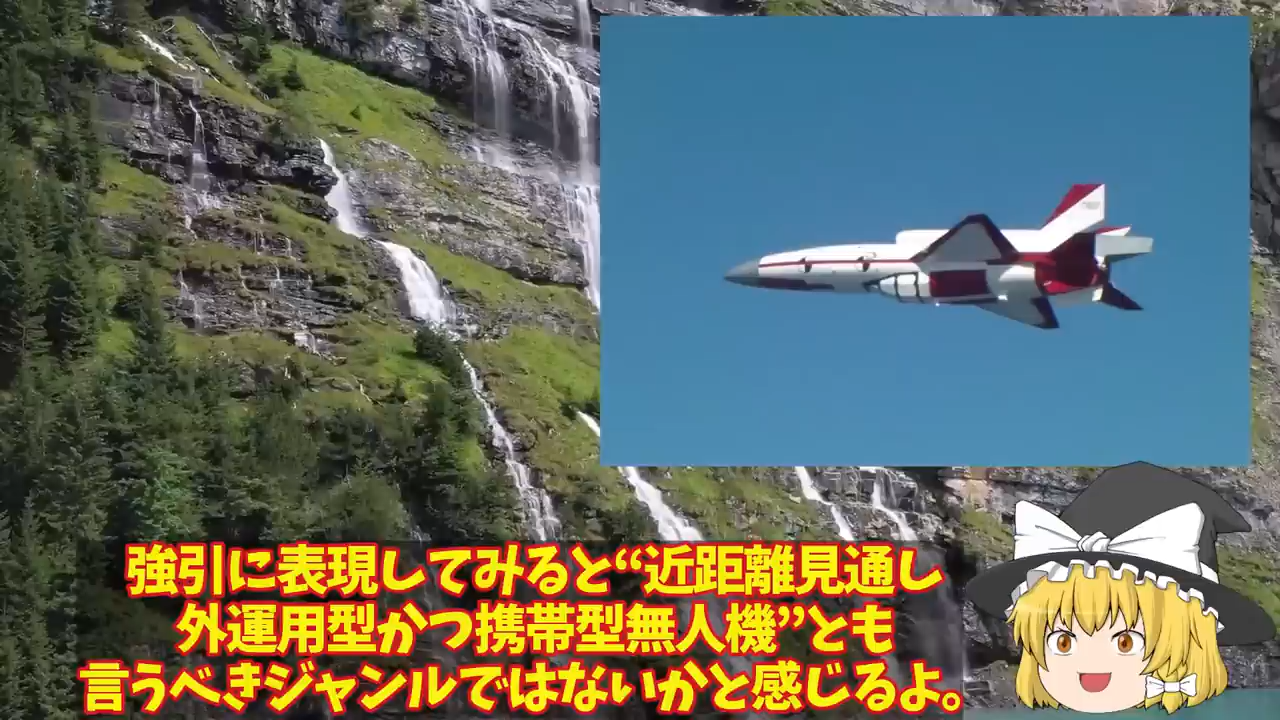 強引に表現してみると“近距離見通し
外運用型かつ携帯型無人機”とも
言うべきジャンルではないかと感じるよ。